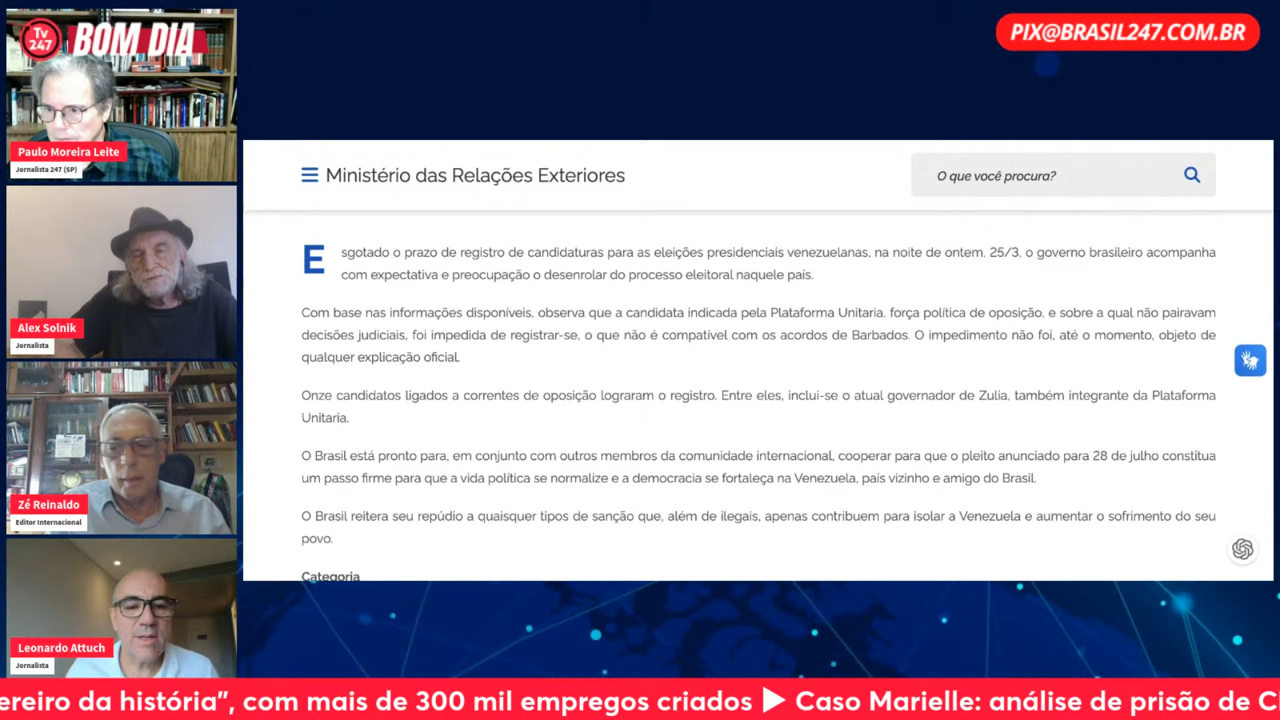 Tv 247
BOM DIA
PIX@BRASIL247.COM.BR
Paulo Moreira Leite
Jornalista 247 (SP)
Alex Solnik
Jornalista
Zé Reinaldo
Editor Internacional
Leonardo Attuch
Jornalista
Ministério das Relações Exteriores
O que você procura?
Esgotado o prazo de registro de candidaturas para as eleições presidenciais venezuelanas, na noite de ontem, 25/3, o governo brasileiro acompanha
com expectativa e preocupação o desenrolar do processo eleitoral naquele país.
Com base nas informações disponíveis, observa que a candidata indicada pela Plataforma Unitaria, força política de oposição, e sobre a qual não pairavam
decisões judiciais, foi impedida de registrar-se, o que não é compatível com os acordos de Barbados. O impedimento não foi, até o momento, objeto de
qualquer explicação oficial.
Onze candidatos ligados a correntes de oposição lograram o registro. Entre eles, inclui-se o atual governador de Zulia, também integrante da Plataforma
Unitaria.
O Brasil está pronto para, em conjunto com outros membros da comunidade internacional, cooperar para que o pleito anunciado para 28 de julho constitua
um passo firme para que a vida política se normalize e a democracia se fortaleça na Venezuela, país vizinho e amigo do Brasil.
O Brasil reitera seu repúdio a quaisquer tipos de sanção que, além de ilegais, apenas contribuem para isolar a Venezuela e aumentar o sofrimento do seu
povo.
Categoria
ereiro da história”, com mais de 300 mil empregos criados ▶ Caso Marielle: análise de prisão de C